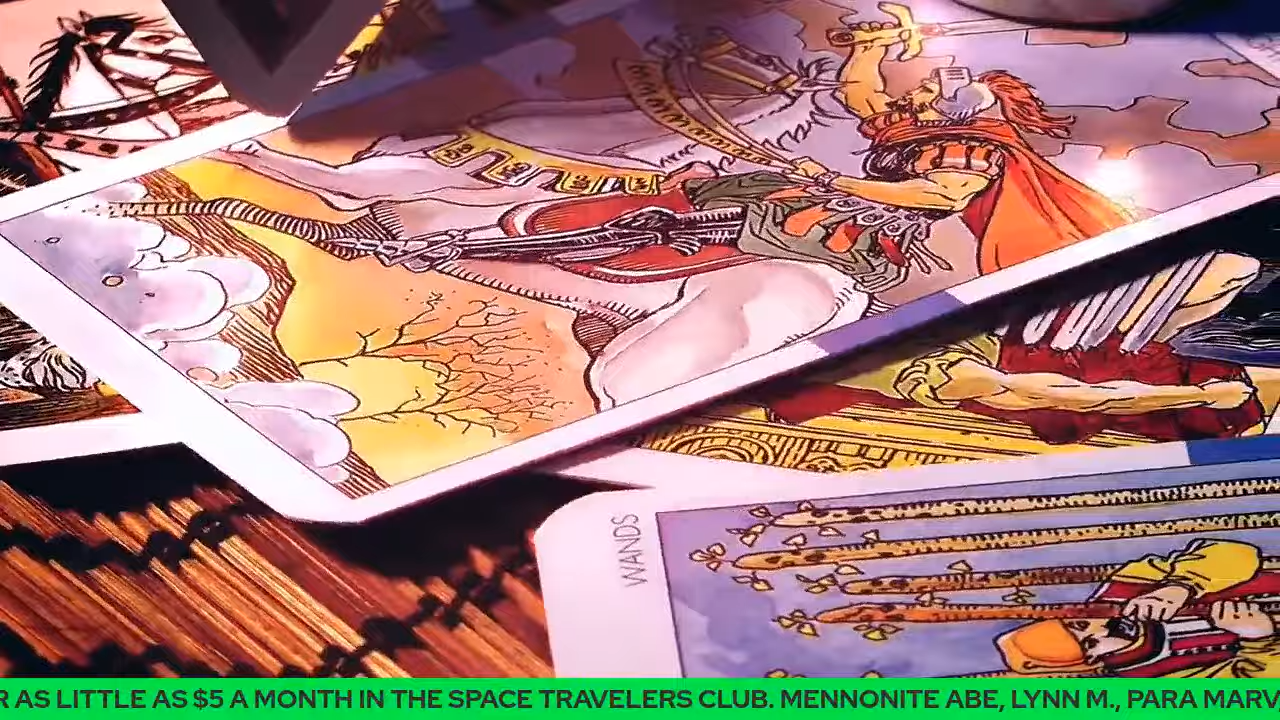 WANDS
R AS LITTLE AS $5 A MONTH IN THE SPACE TRAVELERS CLUB. MENNONITE ABE, LYNN M., PARA MARV